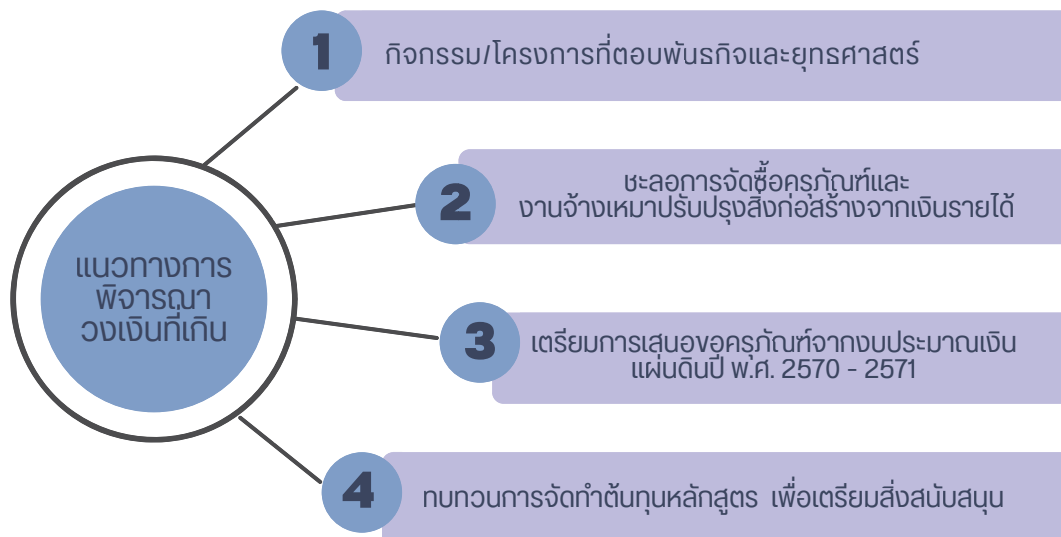 แนวทางการ
พิจารณา
วงเงินที่เกิน
1
กิจกรรม/โครงการที่ตอบพันธกิจและยุทธศาสตร์
2
ชะลอการจัดซื้อครุภัณฑ์และ
งานจ้างเหมาปรับปรุงสิ่งก่อสร้างจากเงินรายได้
3
เตรียมการเสนอขอครุภัณฑ์จากงบประมาณเงิน
แผ่นดินปี พ.ศ. 2570 - 2571
4
ทบทวนการจัดทำต้นทุนหลักสูตร เพื่อเตรียมสิ่งสนับสนุน